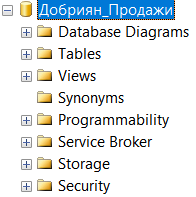 Добриян_Продажи
Database Diagrams
Tables
Views
Synonyms
Programmability
Service Broker
Storage
Security